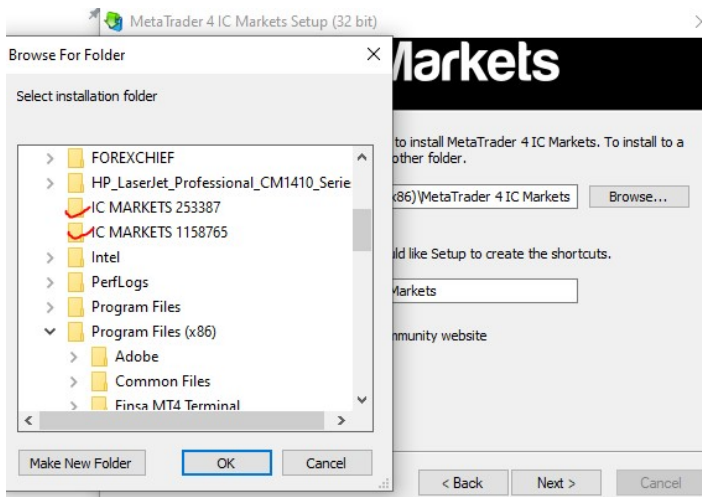 MetaTrader 4 IC Markets Setup (32 bit)
Browse For Folder
Select installation folder
FOREXCHIEF
HP_LaserJet_Professional_CM1410_Serie
IC MARKETS 253387
IC MARKETS 1158765
Intel
PerfLogs
Program Files
Program Files (x86)
Adobe
Common Files
Finsa MT4 Terminal
Make New Folder
OK
Cancel
Markets
to install MetaTrader 4 IC Markets. To install to a
other folder.
x86)\MetaTrader 4 IC Markets
Browse...
uld like Setup to create the shortcuts.
Markets
mmunity website
< Back
Next >
Cancel